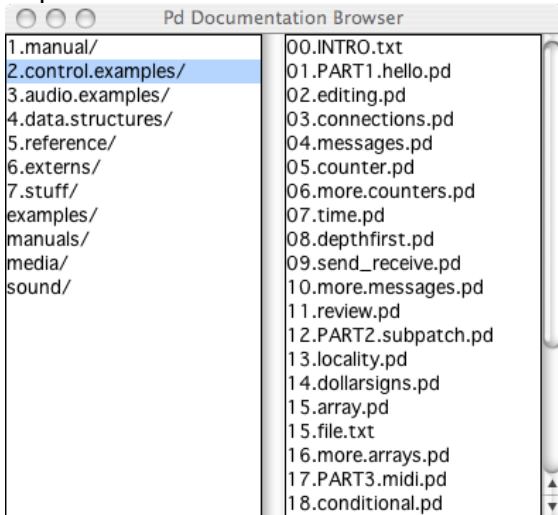 Pd Documentation Browser
1.manual/
2.control.examples/
3.audio.examples/
4.data.structures/
5.reference/
6.externs/
7.stuff/
examples/
manuals/
media/
sound/
00.INTRO.txt
01.PART1.hello.pd
02.editing.pd
03.connections.pd
04.messages.pd
05.counter.pd
06.more.counters.pd
07.time.pd
08.depthfirst.pd
09.send_receive.pd
10.more.messages.pd
11.review.pd
12.PART2.subpatch.pd
13.locality.pd
14.dollarsigns.pd
15.array.pd
15.file.txt
16.more.arrays.pd
17.PART3.midi.pd
18.conditional.pd